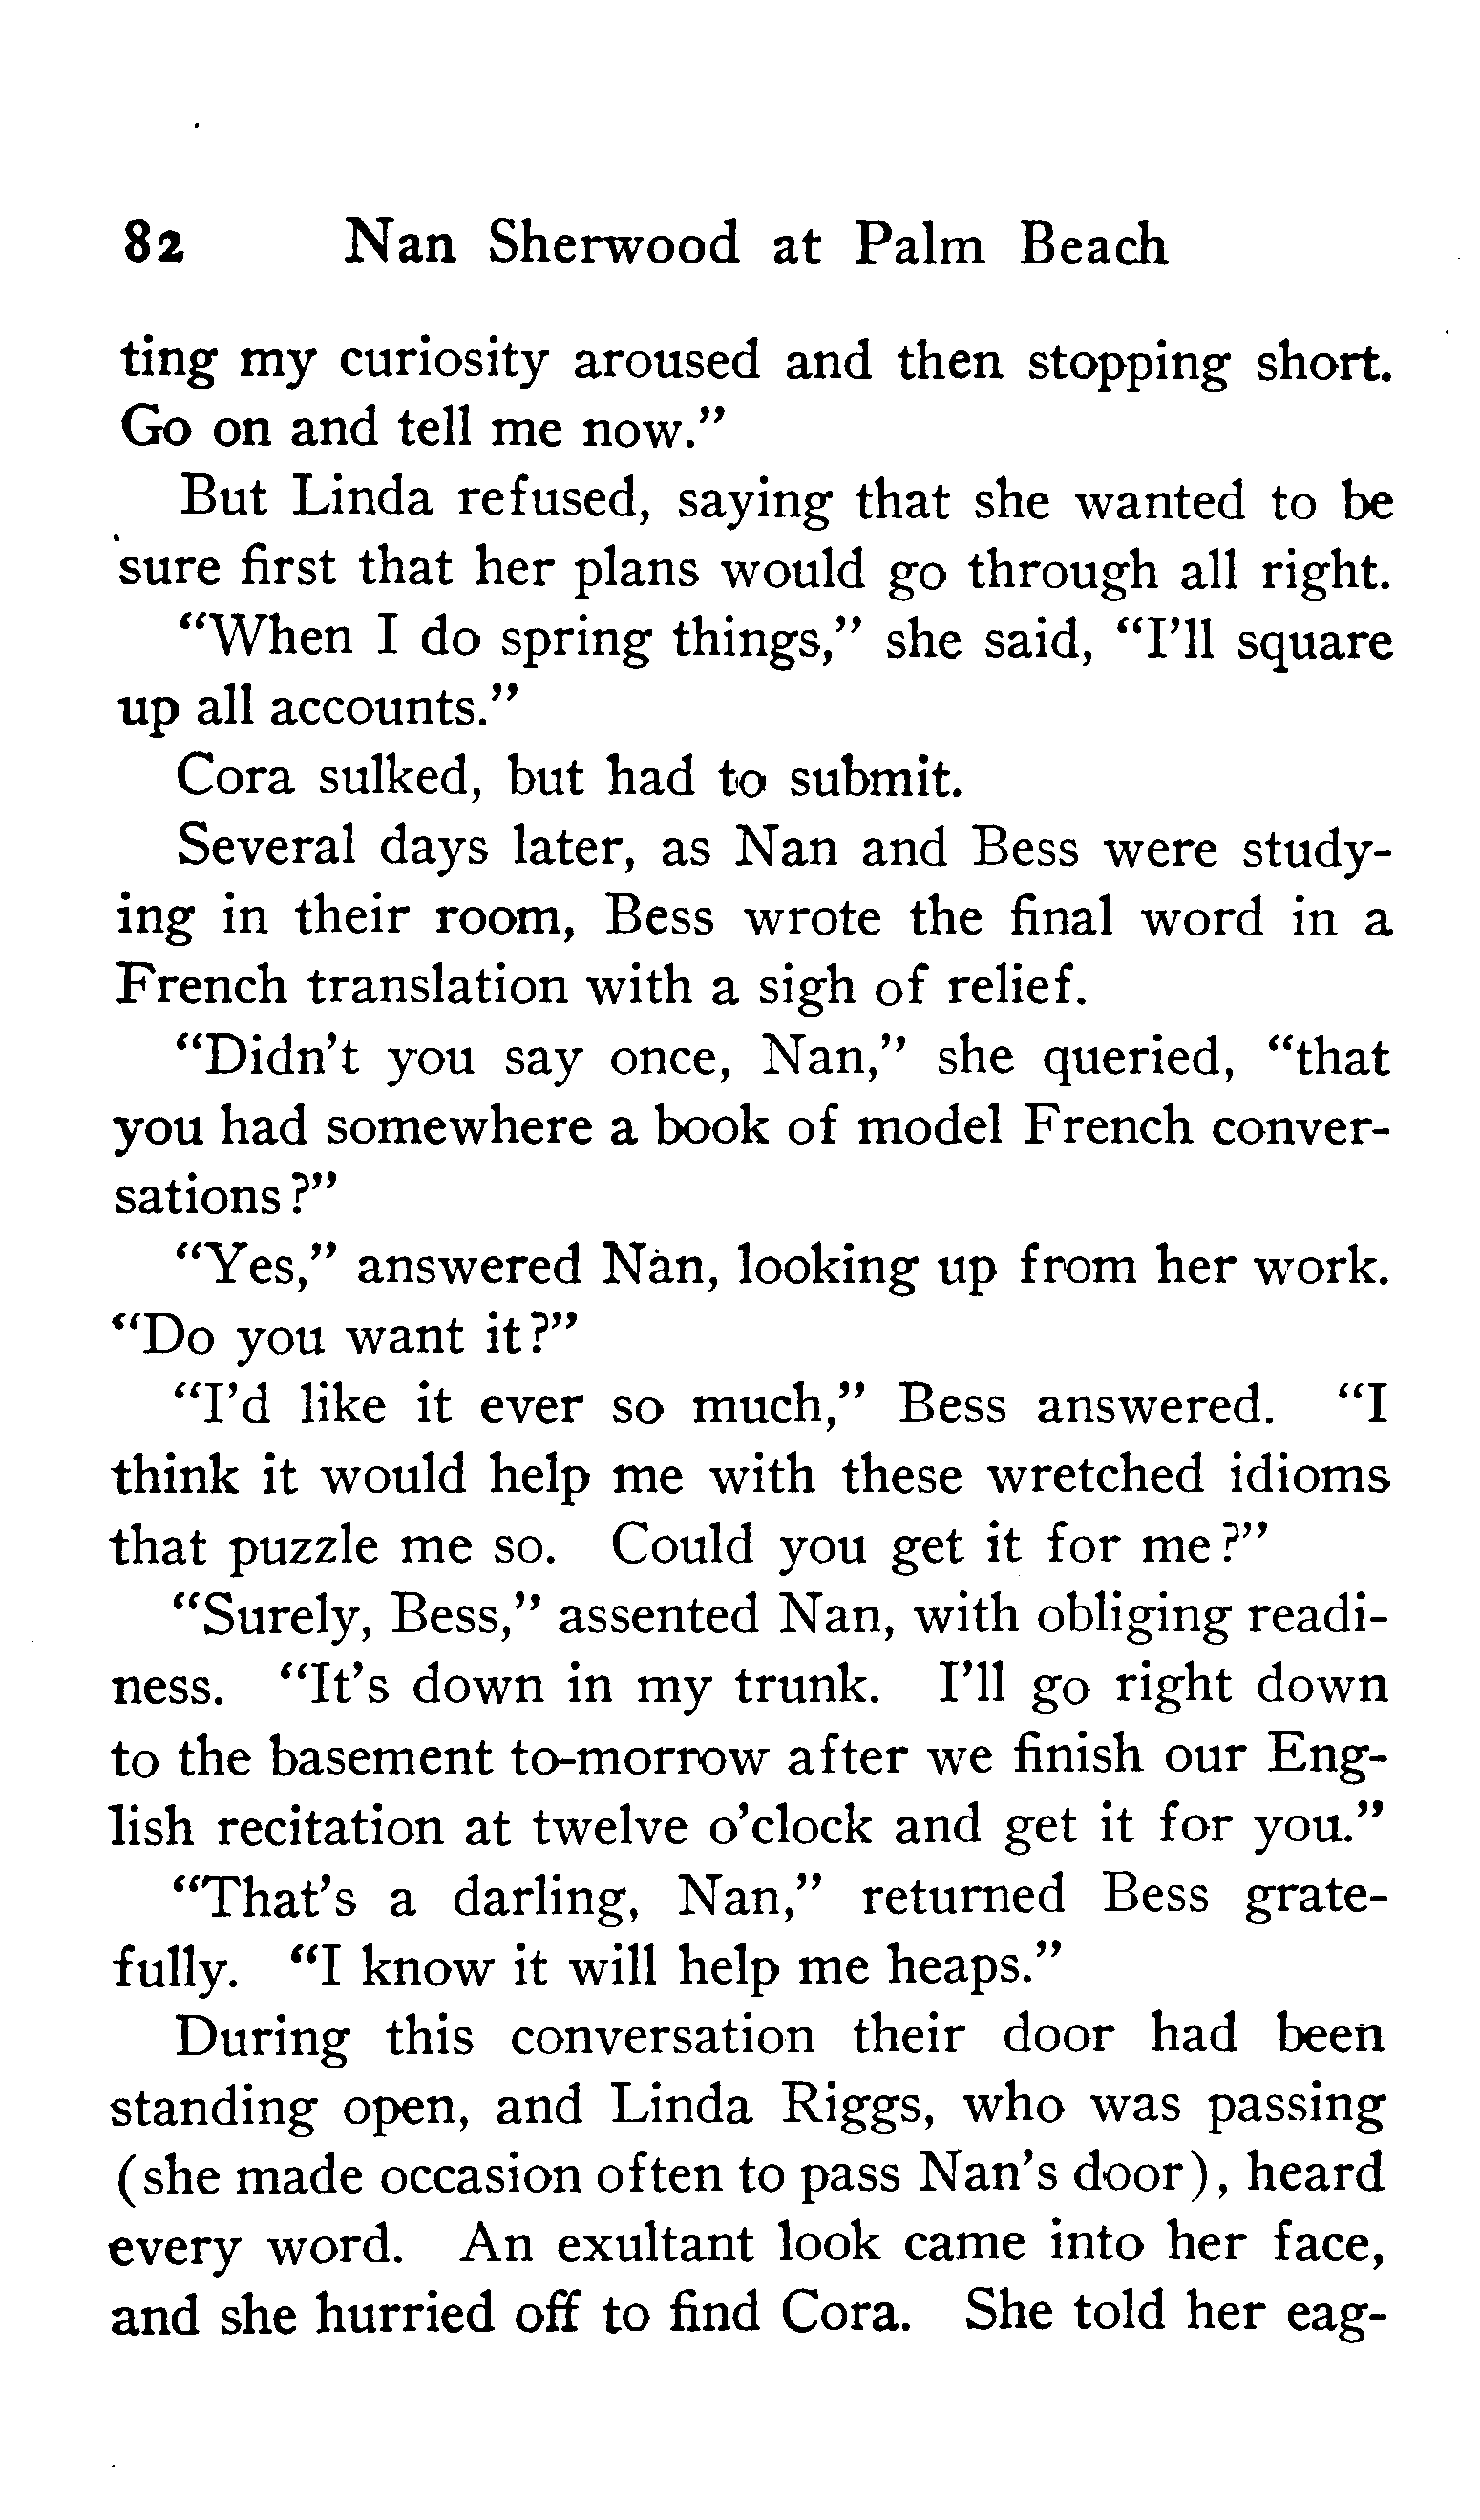 82 Nan Sherwood at Palm Beach
ting my curiosity aroused and then stopping short.
Go on and tell me now."
But Linda refused, saying that she wanted to be
sure first that her plans would go through all right.
"When I do spring things," she said, "I'll square
up all accounts."
Cora sulked, but had to submit.
Several days later, as Nan and Bess were study-
ing in their room, Bess wrote the final word in a
French translation with a sigh of relief.
"Didn't you say once, Nan," she queried, "that
you had somewhere a book of model French conver-
sations?"
"Yes," answered Nan, looking up from her work.
"Do you want it?"
"I'd like it ever so much," Bess answered. "I
think it would help me with these wretched idioms
that puzzle me so. Could you get it for me?"
"Surely, Bess," assented Nan, with obliging readi-
ness. "It's down in my trunk. I'll go right down
to the basement to-morrow after we finish our Eng-
lish recitation at twelve o'clock and get it for you."
"That's a darling, Nan," returned Bess grate-
fully. "I know it will help me heaps."
During this conversation their door had been
standing open, and Linda Riggs, who was passing
(she made occasion often to pass Nan's door), heard
every word. An exultant look came into her face,
and she hurried off to find Cora. She told her eag-